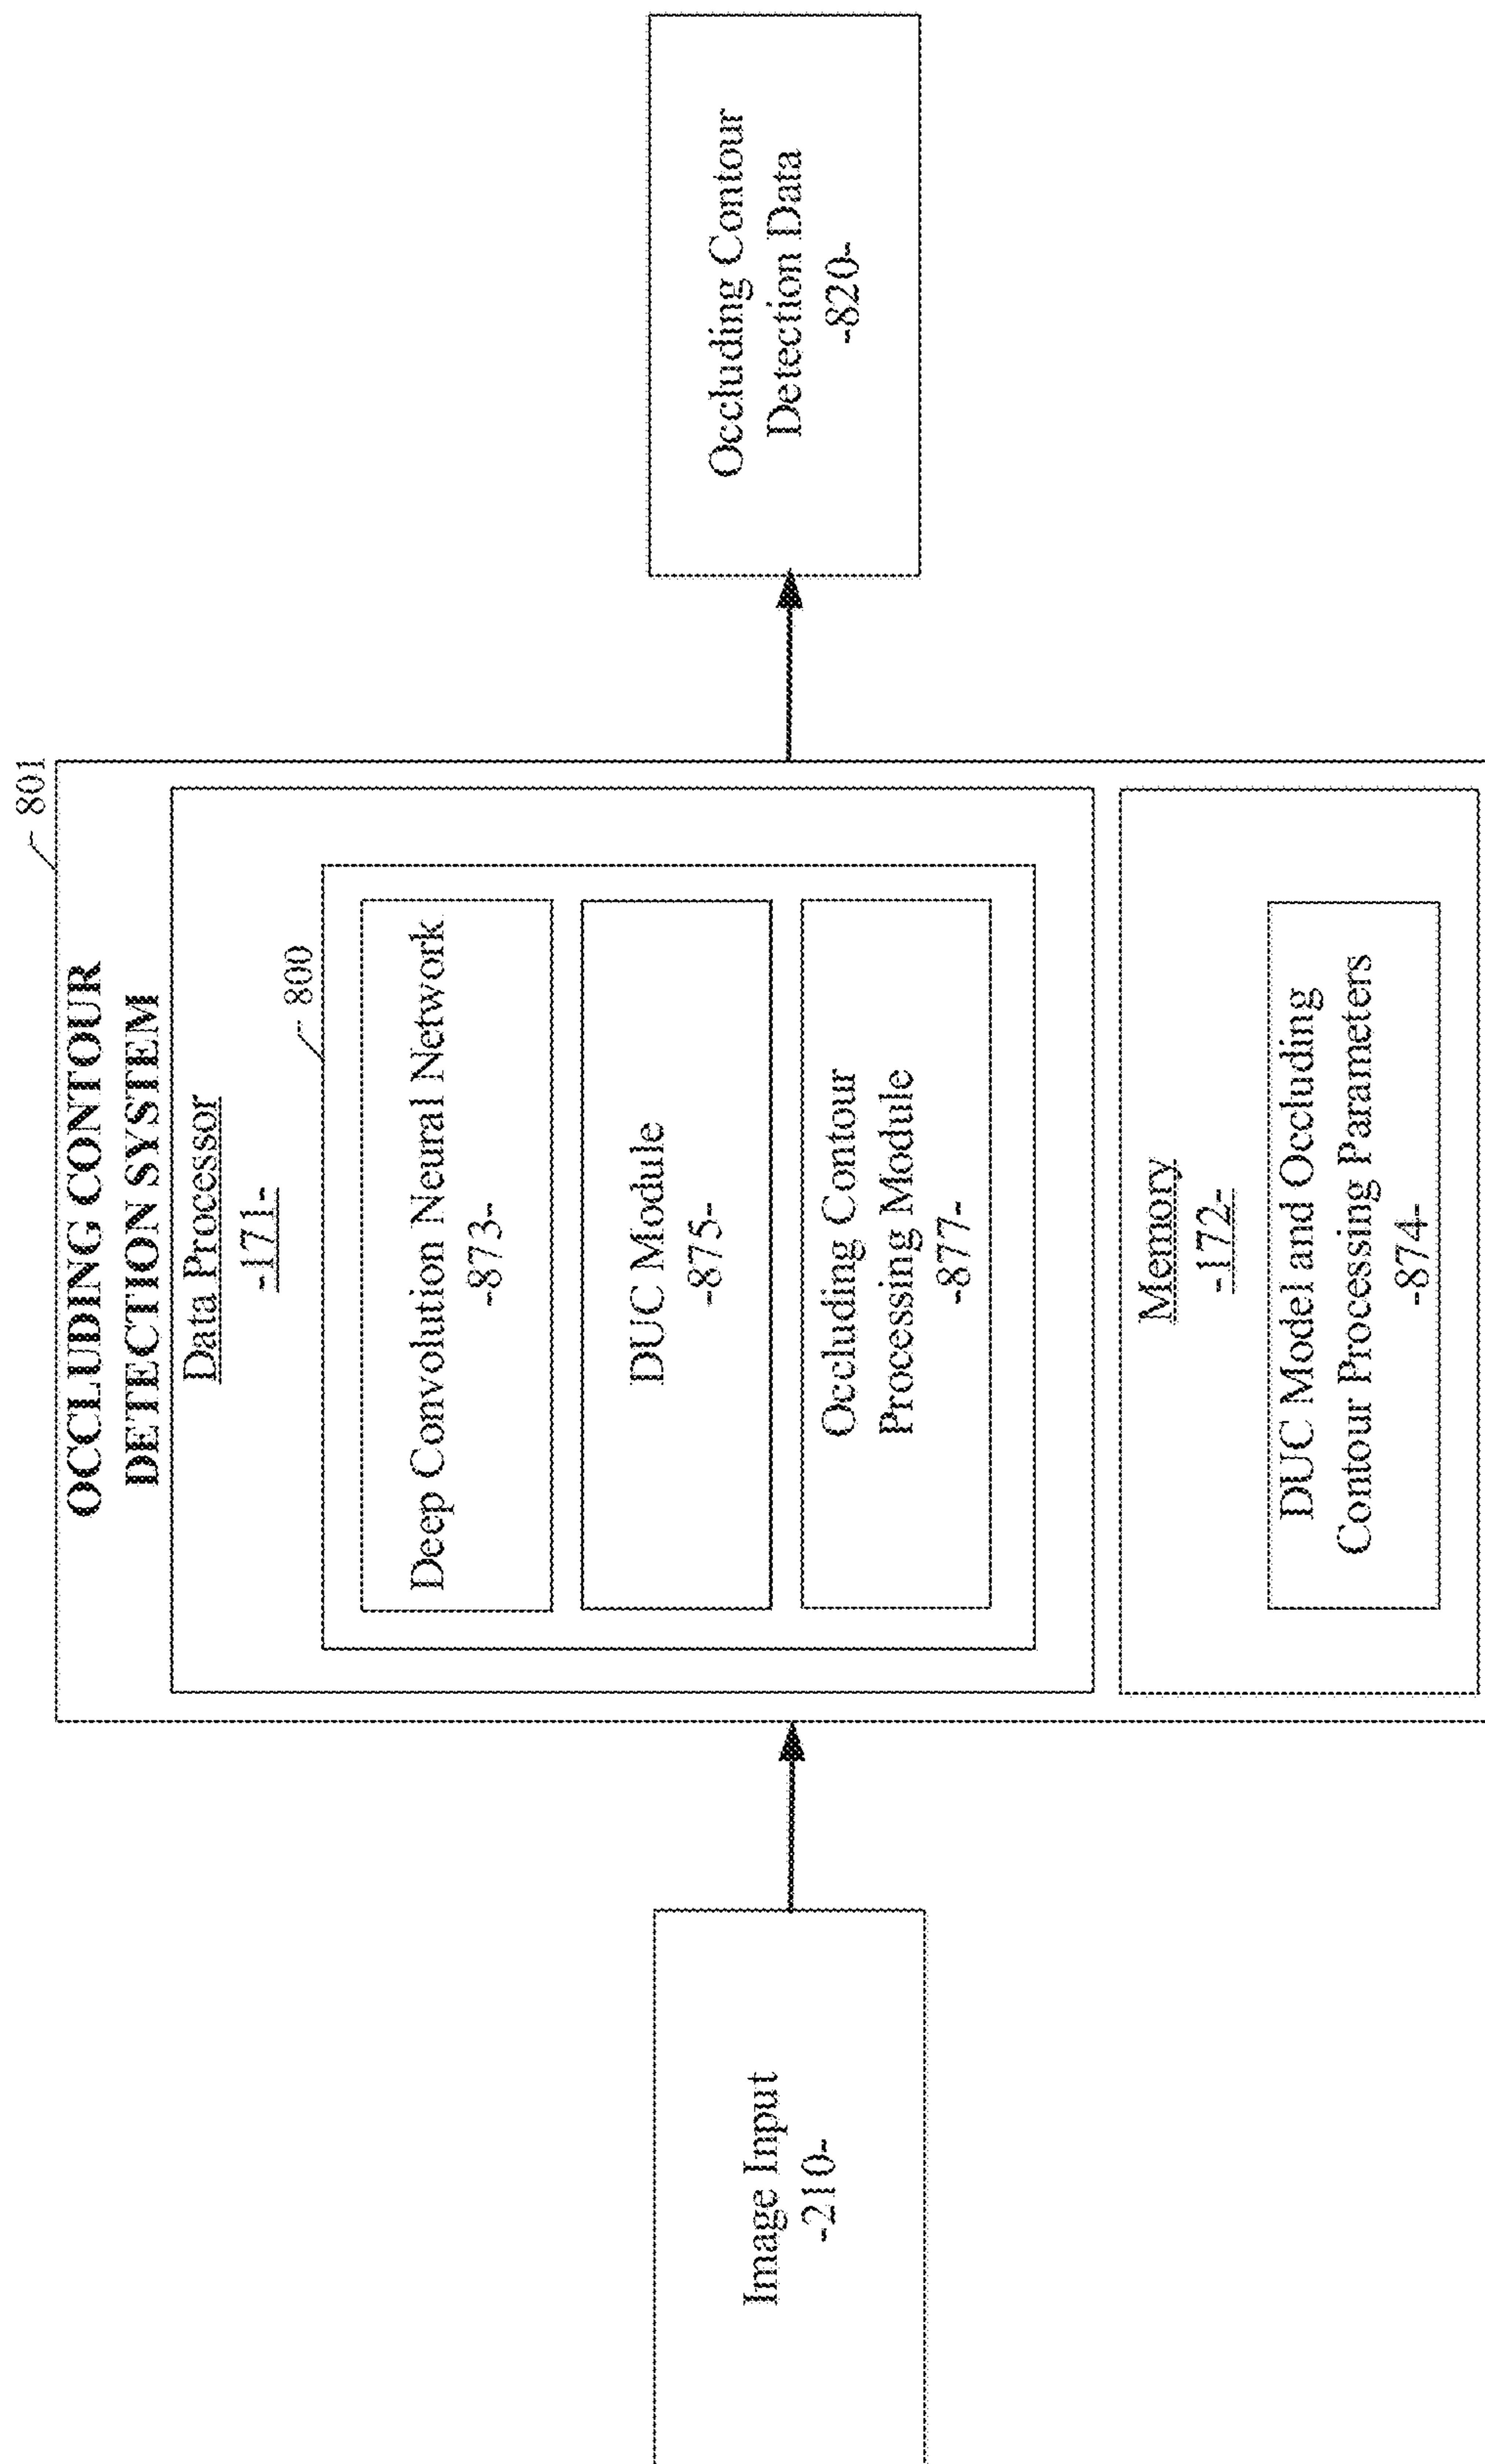 Image Input
-210-
801
OCCLUDING CONTOUR
DETECTION SYSTEM
Data Processor
-171-
800
Deep Convolution Neural Network
-873-
DUC Module
-875-
Occluding Contour
Processing Module
-877-
Memory
-172-
DUC Model and Occluding
Contour Processing Parameters
-874-
Occluding Contour
Detection Data
-820-